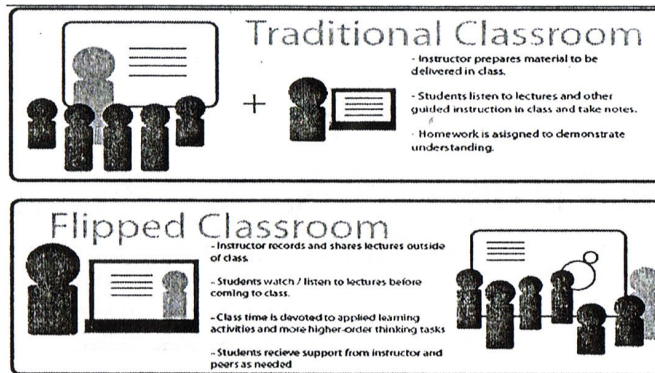 Traditional Classroom
- Instructor prepares material to be
delivered in class.
- Students listen to lectures and other
guided instruction in class and take notes.
- Homework is asisgned to demonstrate
understanding.
Flipped Classroom
- Instructor records and shares lectures outside
of class.
- Students watch / listen to lectures before
coming to class.
- Class time is devoted to applied learning
activities and more higher-order thinking tasks
- Students recieve support from instructor and
peers as needed